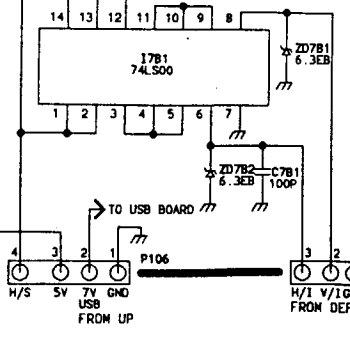 14 13 12 11 10 9 8
I7B1
74LS00
ZD7B1
6.3EB
1 2 3 4 5 6 7
ZD7B2
6.3EB
C7B1
100P
TO USB BOARD
4 3 2 1
P106
3 2
H/S 5V 7V GND
USB
FROM UP
H/I V/I G
FROM DEF